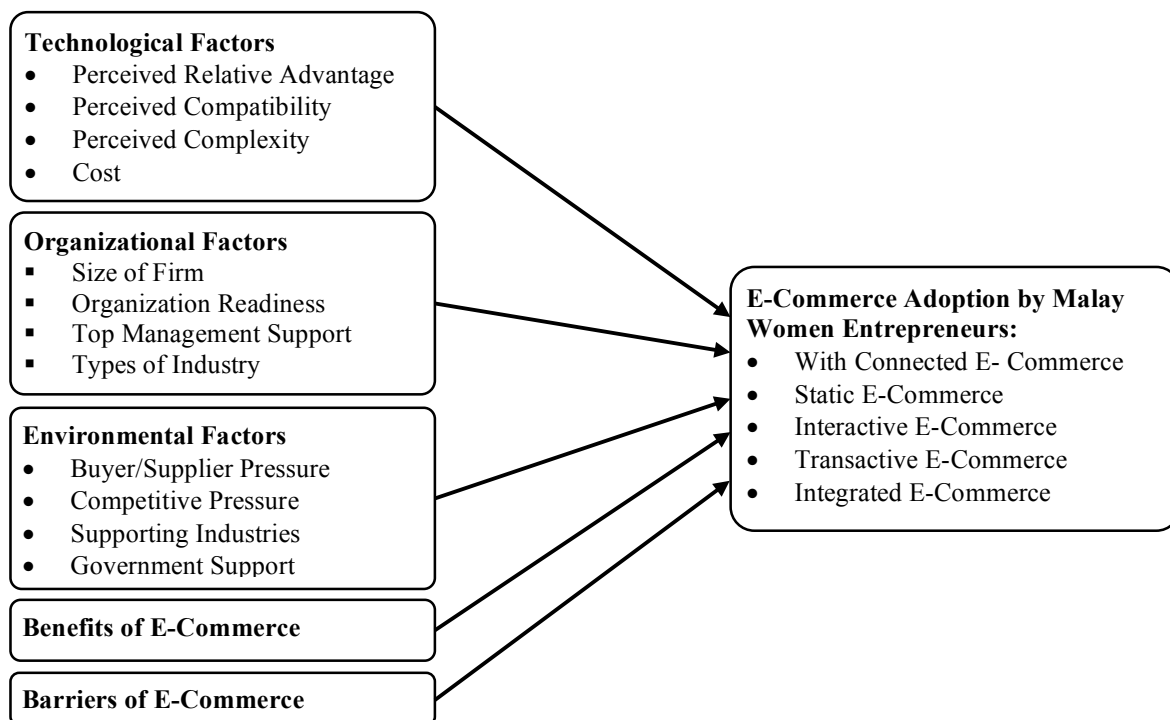 Technological Factors
• Perceived Relative Advantage
• Perceived Compatibility
• Perceived Complexity
• Cost
Organizational Factors
▪ Size of Firm
▪ Organization Readiness
▪ Top Management Support
▪ Types of Industry
Environmental Factors
• Buyer/Supplier Pressure
• Competitive Pressure
• Supporting Industries
• Government Support
Benefits of E-Commerce
Barriers of E-Commerce
E-Commerce Adoption by Malay
Women Entrepreneurs:
• With Connected E- Commerce
• Static E-Commerce
• Interactive E-Commerce
• Transactive E-Commerce
• Integrated E-Commerce